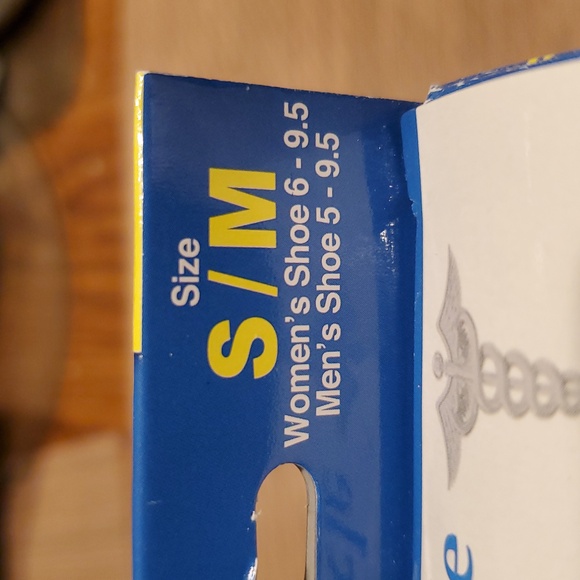 Size
S/M
Women's Shoe 6 - 9.5
Men's Shoe 5 - 9.5
e